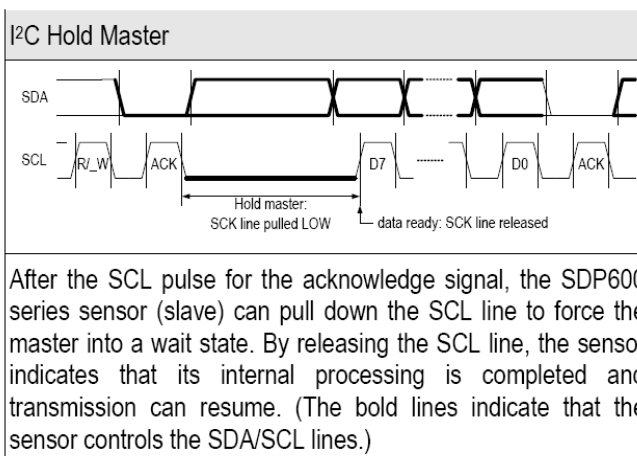 I²C Hold Master
SDA
SCL R/_W ACK D7 D0 ACK
Hold master:
SCK line pulled LOW
data ready: SCK line released
After the SCL pulse for the acknowledge signal, the SDP600
series sensor (slave) can pull down the SCL line to force the
master into a wait state. By releasing the SCL line, the senso
indicates that its internal processing is completed and
transmission can resume. (The bold lines indicate that the
sensor controls the SDA/SCL lines.)